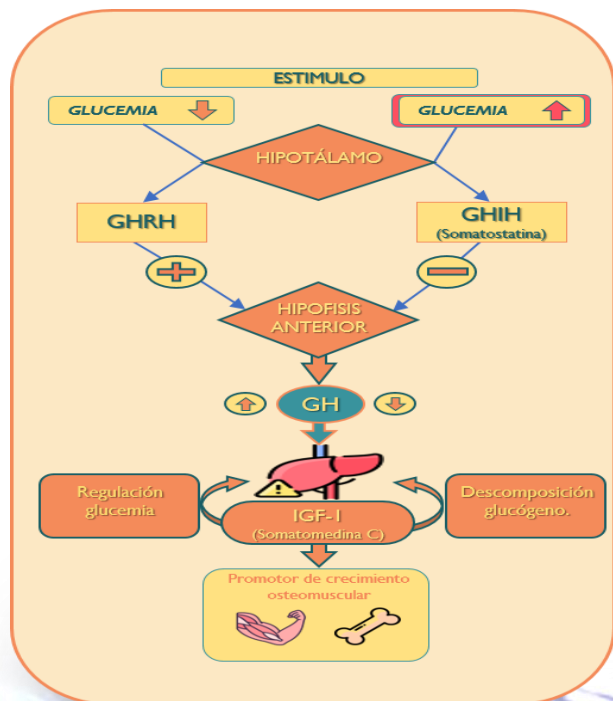 ESTIMULO
GLUCEMIA
GLUCEMIA
HIPOTÁLAMO
GHRH
GHIH
(Somatostatina)
HIPOFISIS
ANTERIOR
GH
Regulación
glucemia
Descomposición
glucógeno.
IGF-1
(Somatomedina C)
Promotor de crecimiento
osteomuscular